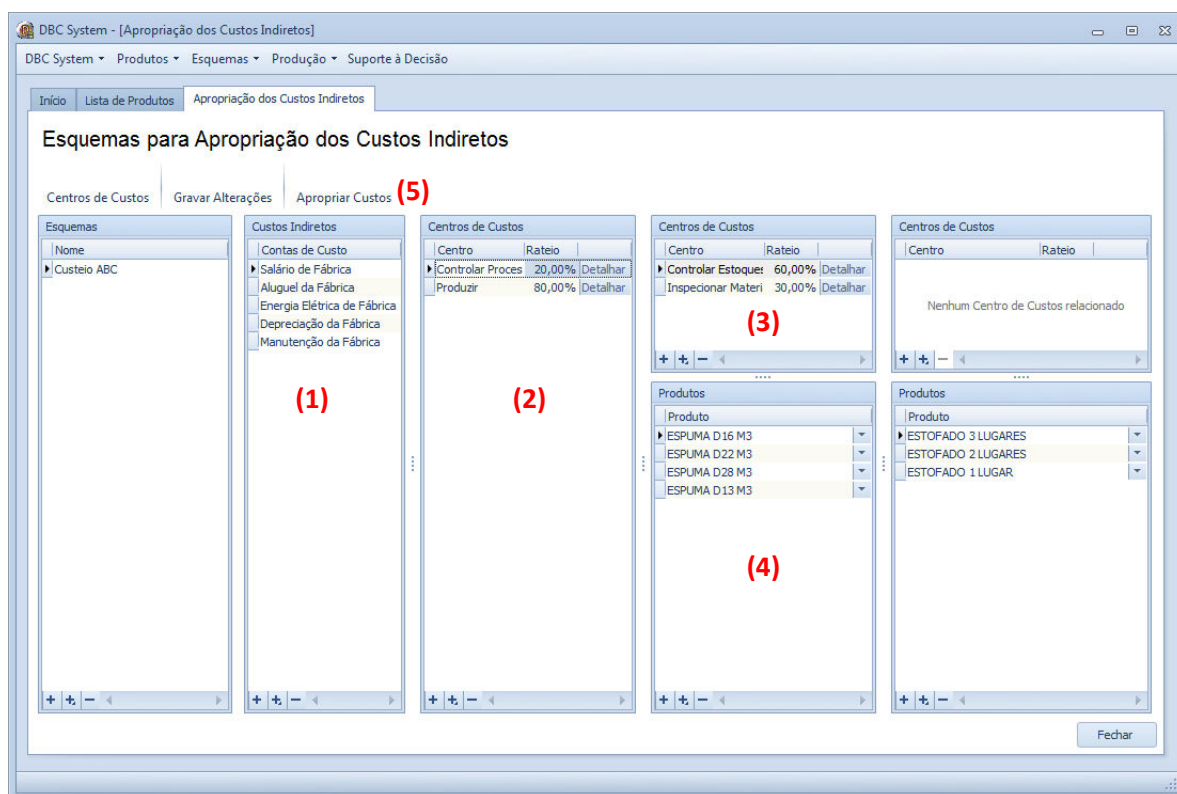 DBC System - [Apropriação dos Custos Indiretos]
DBC System Produtos Esquemas Produção Suporte à Decisão
Início Lista de Produtos Apropriação dos Custos Indiretos
Esquemas para Apropriação dos Custos Indiretos
Centros de Custos Gravar Alterações Apropriar Custos (5)
Esquemas
Nome
Custeio ABC
Custos Indiretos
Contas de Custo
Salário de Fábrica
Aluguel da Fábrica
Energia Elétrica de Fábrica
Depreciação da Fábrica
Manutenção da Fábrica
(1)
Centros de Custos
Centro Rateio
Controlar Proces 20,00% Detalhar
Produzir 80,00% Detalhar
(2)
Centros de Custos
Centro Rateio
Controlar Estoques 60,00% Detalhar
Inspecionar Materi 30,00% Detalhar
(3)
Produtos
Produto
ESPUMA D16 M3
ESPUMA D22 M3
ESPUMA D28 M3
ESPUMA D13 M3
(4)
Centros de Custos
Centro Rateio
Nenhum Centro de Custos relacionado
Produtos
Produto
ESTOFADO 3 LUGARES
ESTOFADO 2 LUGARES
ESTOFADO 1 LUGAR
Fechar